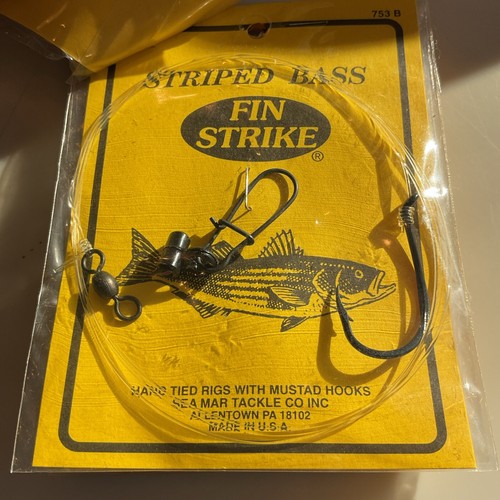 753 B
STRIPED BASS
FIN
STRIKE
®
HAND TIED RIGS WITH MUSTAD HOOKS
SEA MAR TACKLE CO INC
ALLENTOWN PA 18102
MADE IN U.S.A